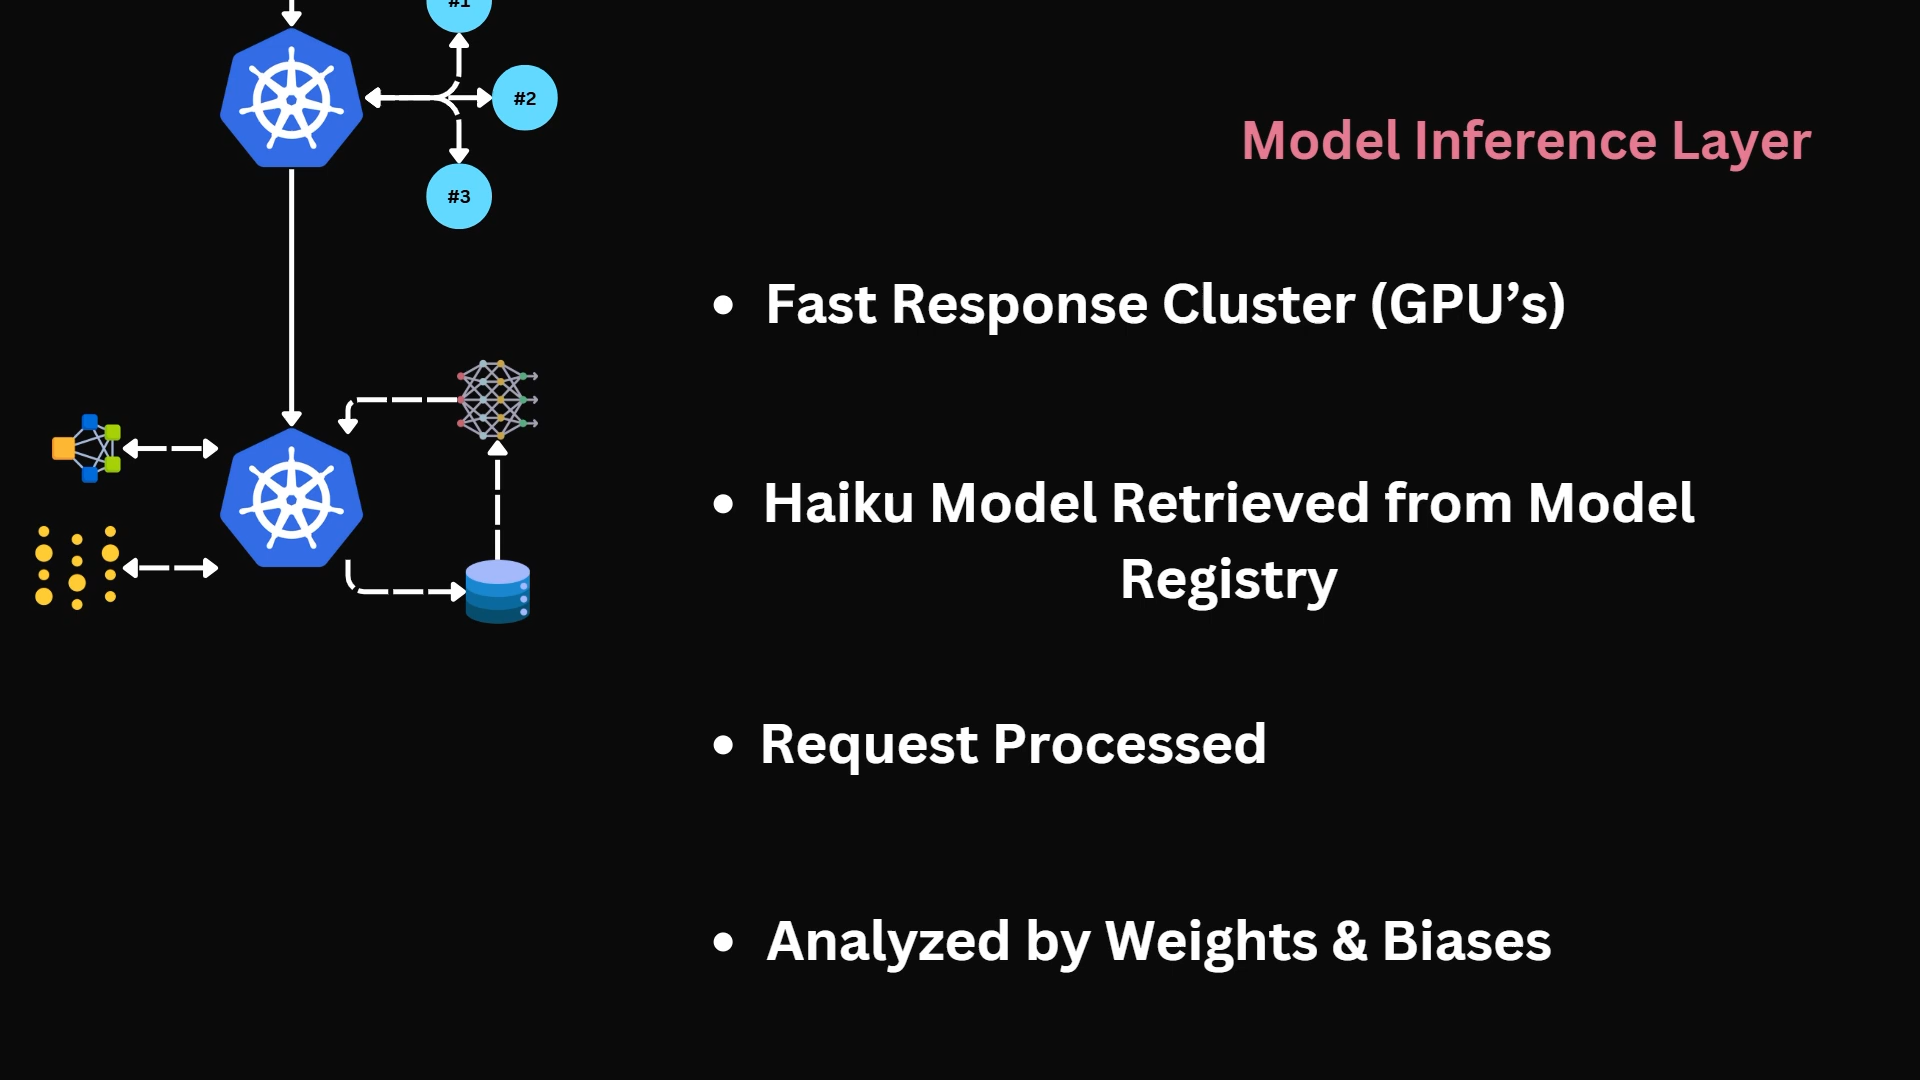 #1
#2
#3
Model Inference Layer
• Fast Response Cluster (GPU’s)
• Haiku Model Retrieved from Model
Registry
• Request Processed
• Analyzed by Weights & Biases